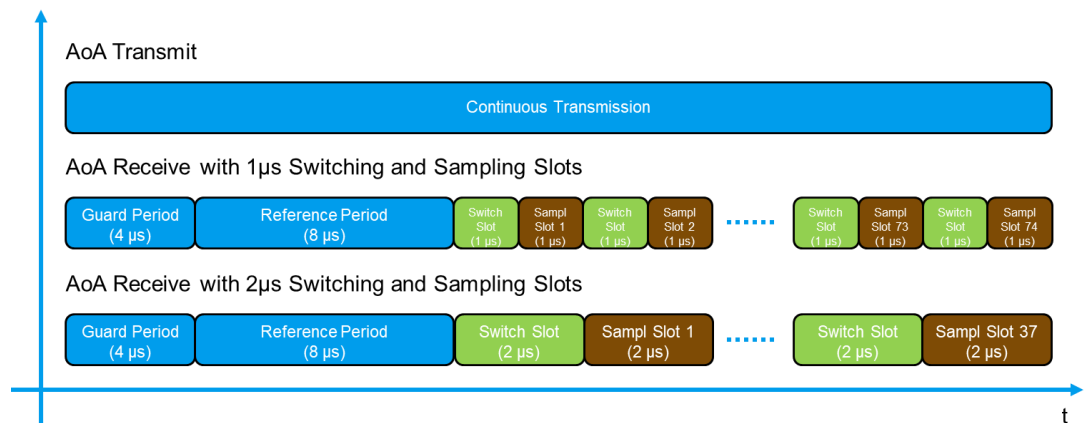 AoA Transmit
Continuous Transmission
AoA Receive with 1µs Switching and Sampling Slots
Guard Period
(4 µs)
Reference Period
(8 µs)
Switch
Slot
(1 µs)
Sampl
Slot 1
(1 µs)
Switch
Slot
(1 µs)
Sampl
Slot 2
(1 µs)
Switch
Slot
(1 µs)
Sampl
Slot 73
(1 µs)
Switch
Slot
(1 µs)
Sampl
Slot 74
(1 µs)
AoA Receive with 2µs Switching and Sampling Slots
Guard Period
(4 µs)
Reference Period
(8 µs)
Switch Slot
(2 µs)
Sampl Slot 1
(2 µs)
Switch Slot
(2 µs)
Sampl Slot 37
(2 µs)
t